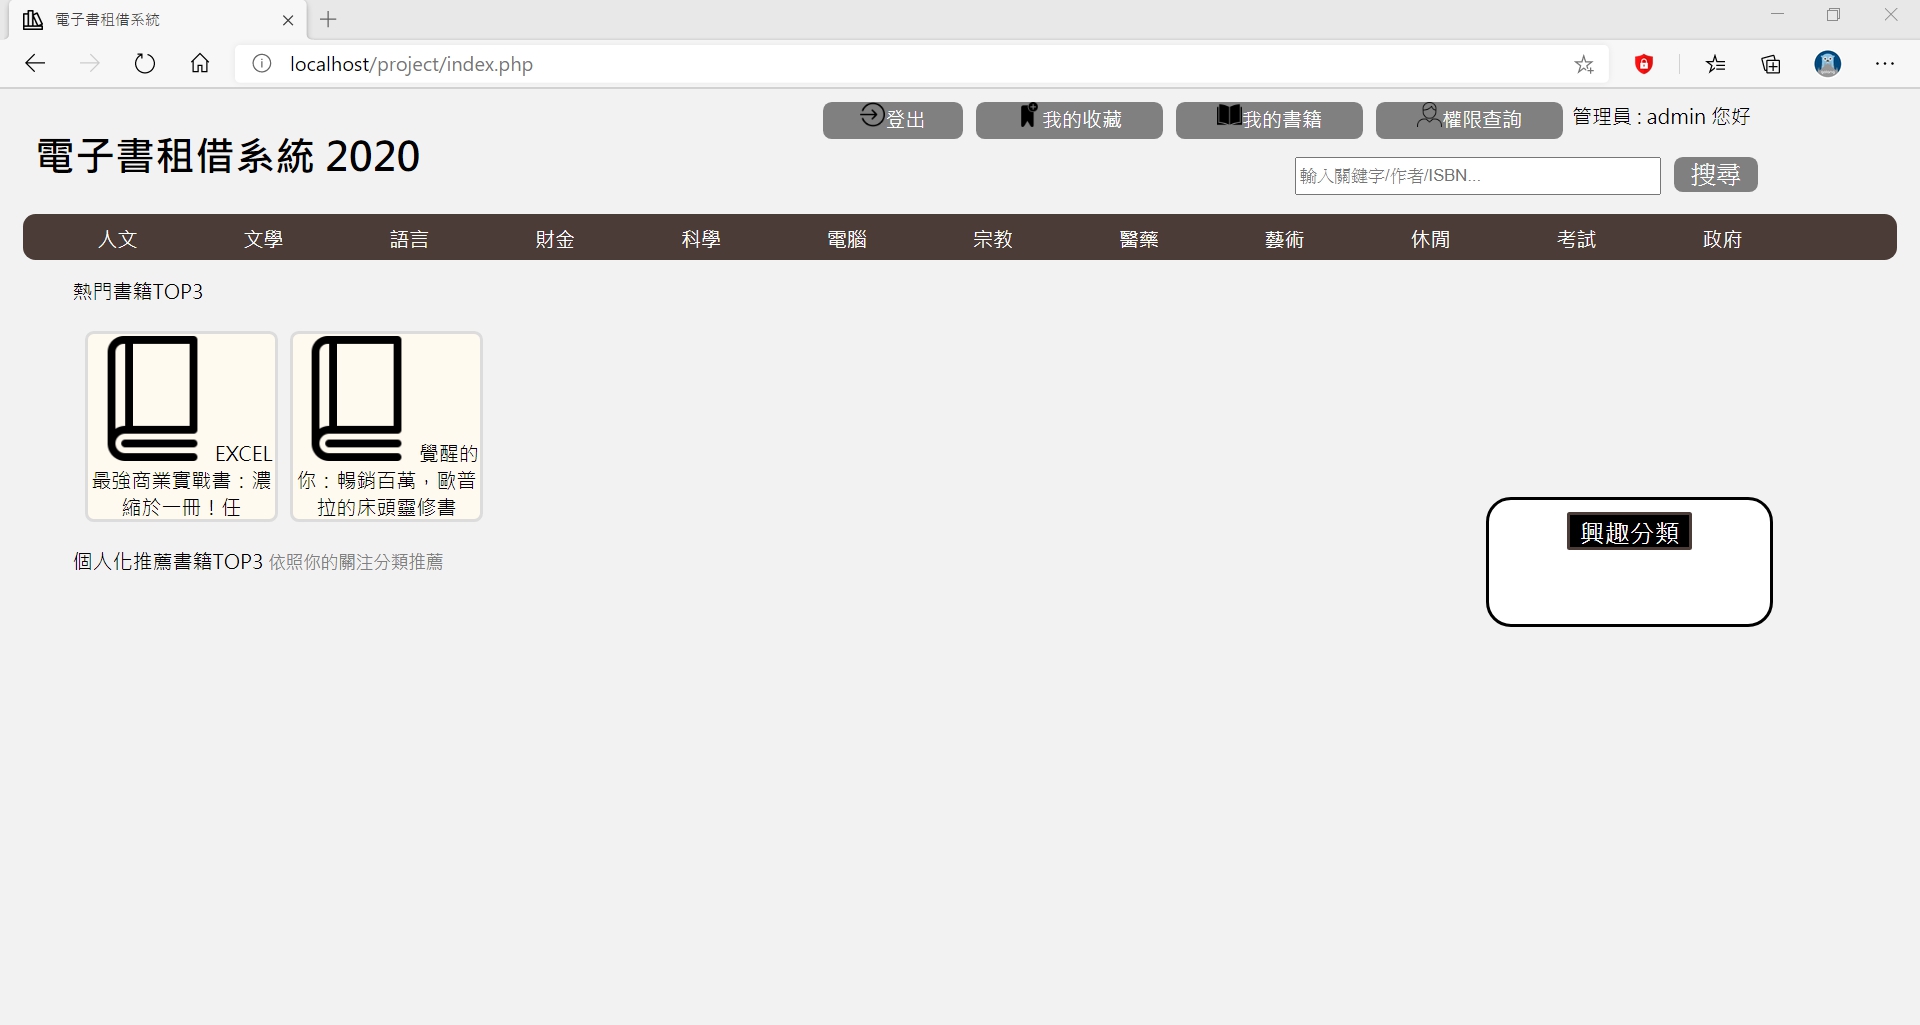 電子書租借系統
localhost/project/index.php
登出
我的收藏
我的書籍
權限查詢
管理員 : admin 您好
電子書租借系統 2020
輸入關鍵字/作者/ISBN...
搜尋
人文
文學
語言
財金
科學
電腦
宗教
醫藥
藝術
休閒
考試
政府
熱門書籍TOP3
EXCEL
最強商業實戰書：濃
縮於一冊！任
覺醒的
你：暢銷百萬，歐普
拉的床頭靈修書
興趣分類
個人化推薦書籍TOP3 依照你的關注分類推薦